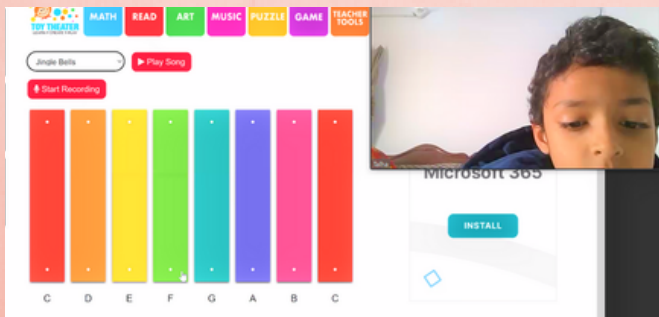 TOY THEATER
MATH READ ART MUSIC PUZZLE GAME TEACHER TOOLS
Jingle Bells
Play Song
Start Recording
Microsoft 365
INSTALL
C D E F G A B C